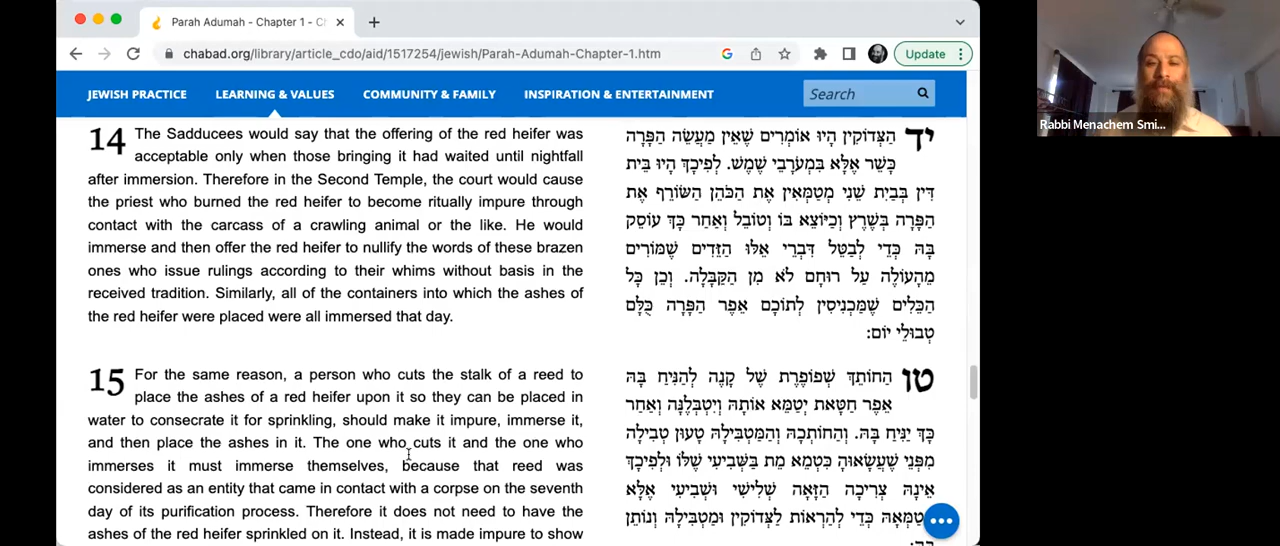 Parah Adumah - Chapter 1 - C
chabad.org/library/article_cdo/aid/1517254/jewish/Parah-Adumah-Chapter-1.htm
Update
JEWISH PRACTICE
LEARNING & VALUES
COMMUNITY & FAMILY
INSPIRATION & ENTERTAINMENT
Search
Rabbi Menachem Smi...
14 The Sadducees would say that the offering of the red heifer was
acceptable only when those bringing it had waited until nightfall
after immersion. Therefore in the Second Temple, the court would cause
the priest who burned the red heifer to become ritually impure through
contact with the carcass of a crawling animal or the like. He would
immerse and then offer the red heifer to nullify the words of these brazen
ones who issue rulings according to their whims without basis in the
received tradition. Similarly, all of the containers into which the ashes of
the red heifer were placed were all immersed that day.
יד הַצְּדוֹקִין הָיוּ אוֹמְרִים שֶׁאֵין מַעֲשֵׂה הַפָּרָה
כָּשֵׁר אֶלָּא בִּמְעֹרְבֵי שֶׁמֶשׁ. לְפִיכָךְ הָיוּ בֵּית
דִּין בְּבַיִת שֵׁנִי מְטַמְּאִין אֶת הַכֹּהֵן הַשּׂוֹרֵף אֶת
הַפָּרָה בְּשֶׁרֶץ וְכַיּוֹצֵא בּוֹ וְטוֹבֵל וְאַחַר כָּךְ עוֹסֵק
בָּהּ כְּדֵי לְבַטֵּל דִּבְרֵי אֵלּוּ הַזֵּדִים שֶׁמּוֹרִים
מֵהָעוֹלֶה עַל רוּחָם לֹא מִן הַקַּבָּלָה. וְכֵן כָּל
הַכֵּלִים שֶׁמַּכְנִיסִין לְתוֹכָם אֵפֶר הַפָּרָה כֻּלָּם
טְבוּלֵי יוֹם:
15 For the same reason, a person who cuts the stalk of a reed to
place the ashes of a red heifer upon it so they can be placed in
water to consecrate it for sprinkling, should make it impure, immerse it,
and then place the ashes in it. The one who cuts it and the one who
immerses it must immerse themselves, because that reed was
considered as an entity that came in contact with a corpse on the seventh
day of its purification process. Therefore it does not need to have the
ashes of the red heifer sprinkled on it. Instead, it is made impure to show
טו הַחוֹתֵךְ שְׁפוֹפֶרֶת שֶׁל קָנֶה לְהַנִּיחַ בָּהּ
אֵפֶר חַטָּאת יְטַמֵּא אוֹתָהּ וְיִטְבְּלֶנָּה וְאַחַר
כָּךְ יַנִּיחַ בָּהּ. וְהַחוֹתְכָהּ וְהַמַּטְבִּילָהּ טָעוּן טְבִילָה
מִפְּנֵי שֶׁעֲשָׂאוּהָ כִּטְמֵא מֵת בַּשְּׁבִיעִי שֶׁלּוֹ וּלְפִיכָךְ
אֵינָהּ צְרִיכָה הַזָּאָה שְׁלִישִׁי וּשְׁבִיעִי אֶלָּא
כְּדֵי לְהַרְאוֹת לַצְּדוֹקִין וּמַטְבִּילָהּ וְנוֹתֵן